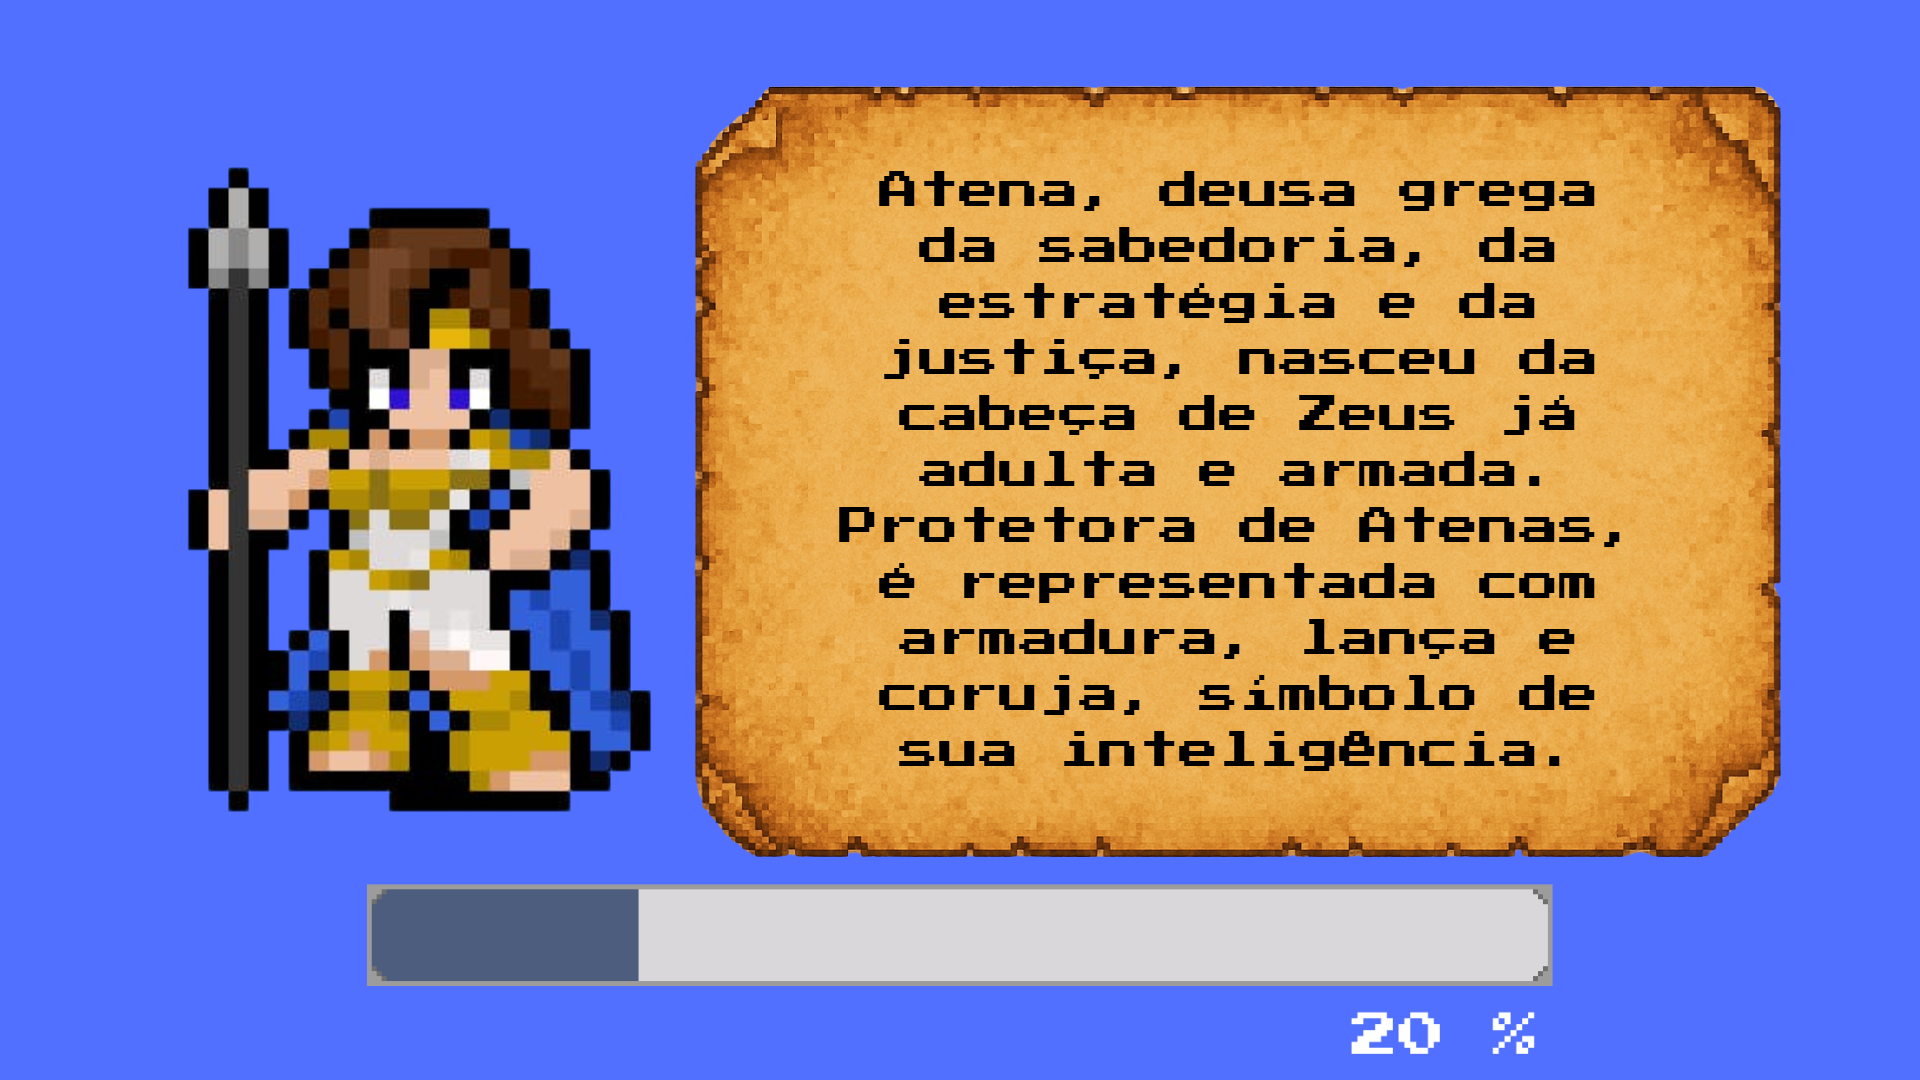 Atena, deusa grega
da sabedoria, da
estratégia e da
justiça, nasceu da
cabeça de Zeus já
adulta e armada.
Protetora de Atenas,
é representada com
armadura, lança e
coruja, símbolo de
sua inteligência.
20 %